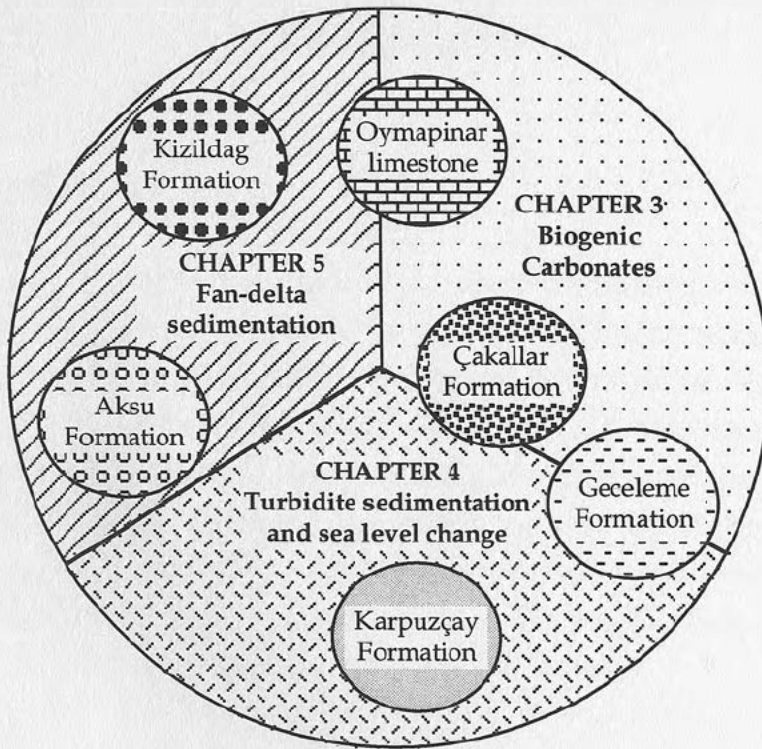 Kizildag
Formation
Oymapinar
limestone
CHAPTER 3
Biogenic
Carbonates
CHAPTER 5
Fan-delta
sedimentation
Çakallar
Formation
Aksu
Formation
CHAPTER 4
Turbidite sedimentation
and sea level change
Geceleme
Formation
Karpuzçay
Formation